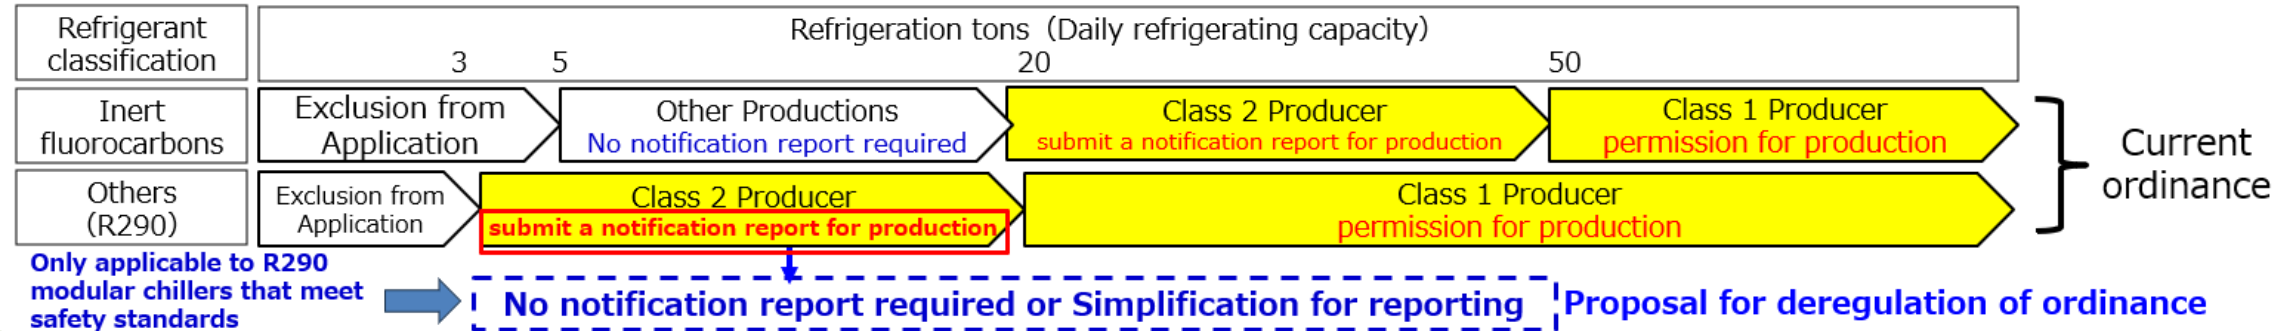 Refrigerant
classification
Refrigeration tons（Daily refrigerating capacity）
3 5 20 50
Inert
fluorocarbons
Exclusion from
Application
Other Productions
No notification report required
Class 2 Producer
submit a notification report for production
Class 1 Producer
permission for production
Others
(R290)
Exclusion from
Application
Class 2 Producer
submit a notification report for production
Class 1 Producer
permission for production
Current
ordinance
Only applicable to R290
modular chillers that meet
safety standards
No notification report required or Simplification for reporting
Proposal for deregulation of ordinance